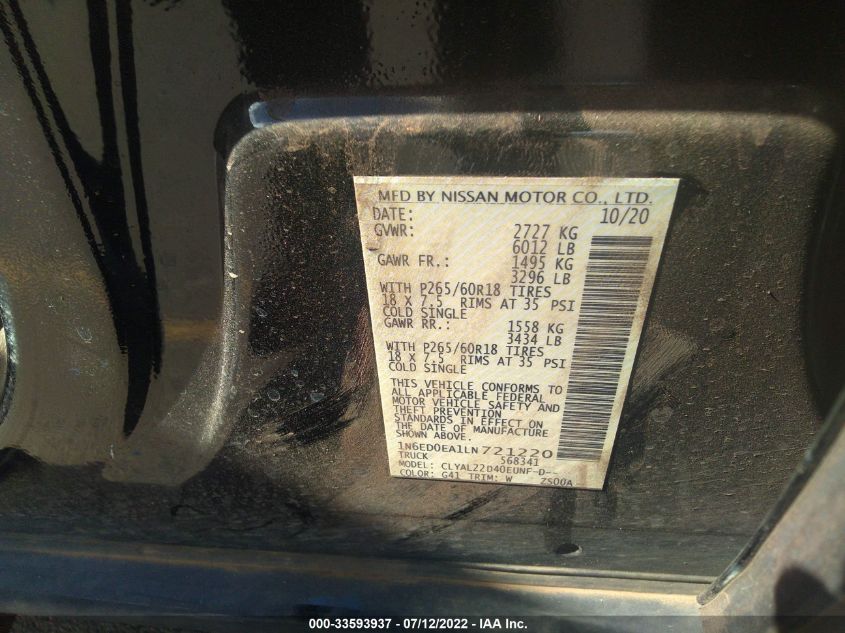 MFD BY NISSAN MOTOR CO., LTD.
DATE: 10/20
GVWR: 2727 KG
6012 LB
GAWR FR.: 1495 KG
3296 LB
WITH P265/60R18 TIRES
18 X 7.5 RIMS AT 35 PSI
COLD SINGLE
GAWR RR.: 1558 KG
3434 LB
WITH P265/60R18 TIRES
18 X 7.5 RIMS AT 35 PSI
COLD SINGLE
THIS VEHICLE CONFORMS TO
ALL APPLICABLE FEDERAL
MOTOR VEHICLE SAFETY AND
THEFT PREVENTION
STANDARDS IN EFFECT ON
THE DATE OF MANUFACTURE
SHOWN ABOVE.
1N6ED0EA1LN721220
TRUCK 568341
MODEL: CLYAL22D40EUNF-D--
COLOR: G41 TRIM: W ZS00A
000-33593937 - 07/12/2022 - IAA Inc.